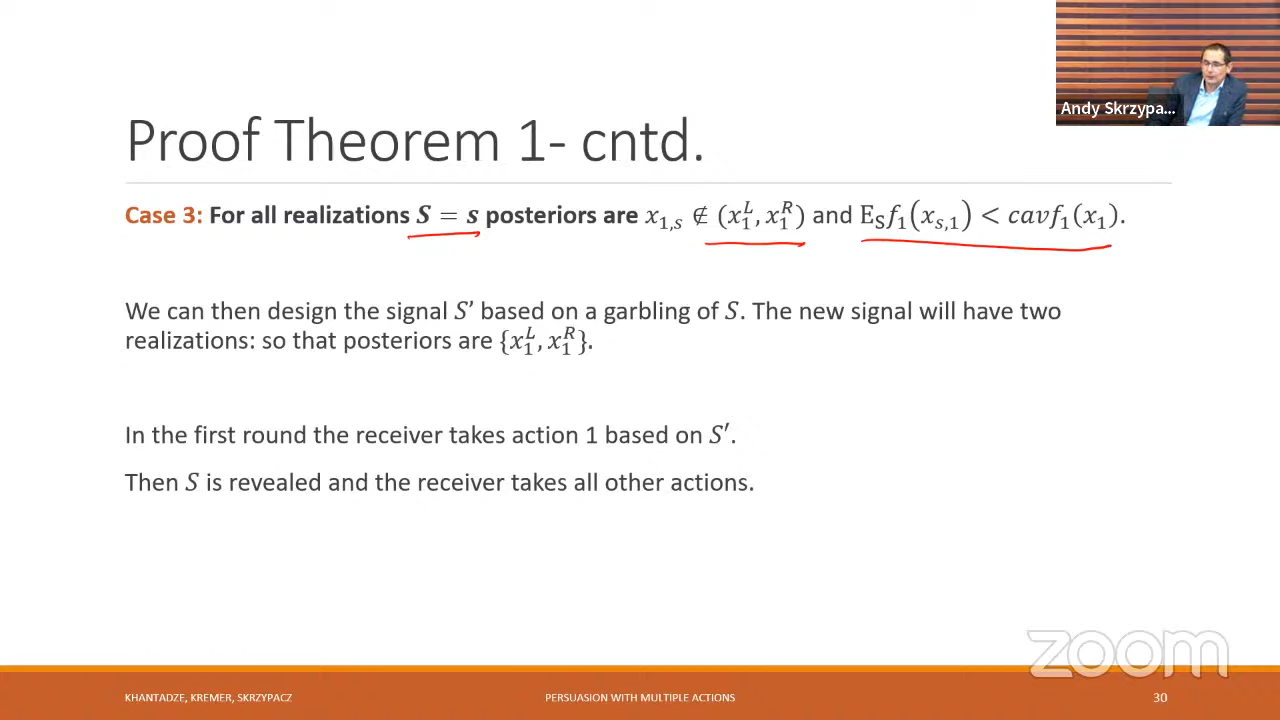 Andy Skrzypa...
Proof Theorem 1- cntd.
Case 3: For all realizations S = s posteriors are x₁,ₛ ∉ (x₁ᴸ, x₁ᴿ) and E_S f₁(xₛ,₁) < cavf₁(x₁).
We can then design the signal S’ based on a garbling of S. The new signal will have two
realizations: so that posteriors are {x₁ᴸ, x₁ᴿ}.
In the first round the receiver takes action 1 based on S′.
Then S is revealed and the receiver takes all other actions.
zoom
KHANTADZE, KREMER, SKRZYPACZ
PERSUASION WITH MULTIPLE ACTIONS
30